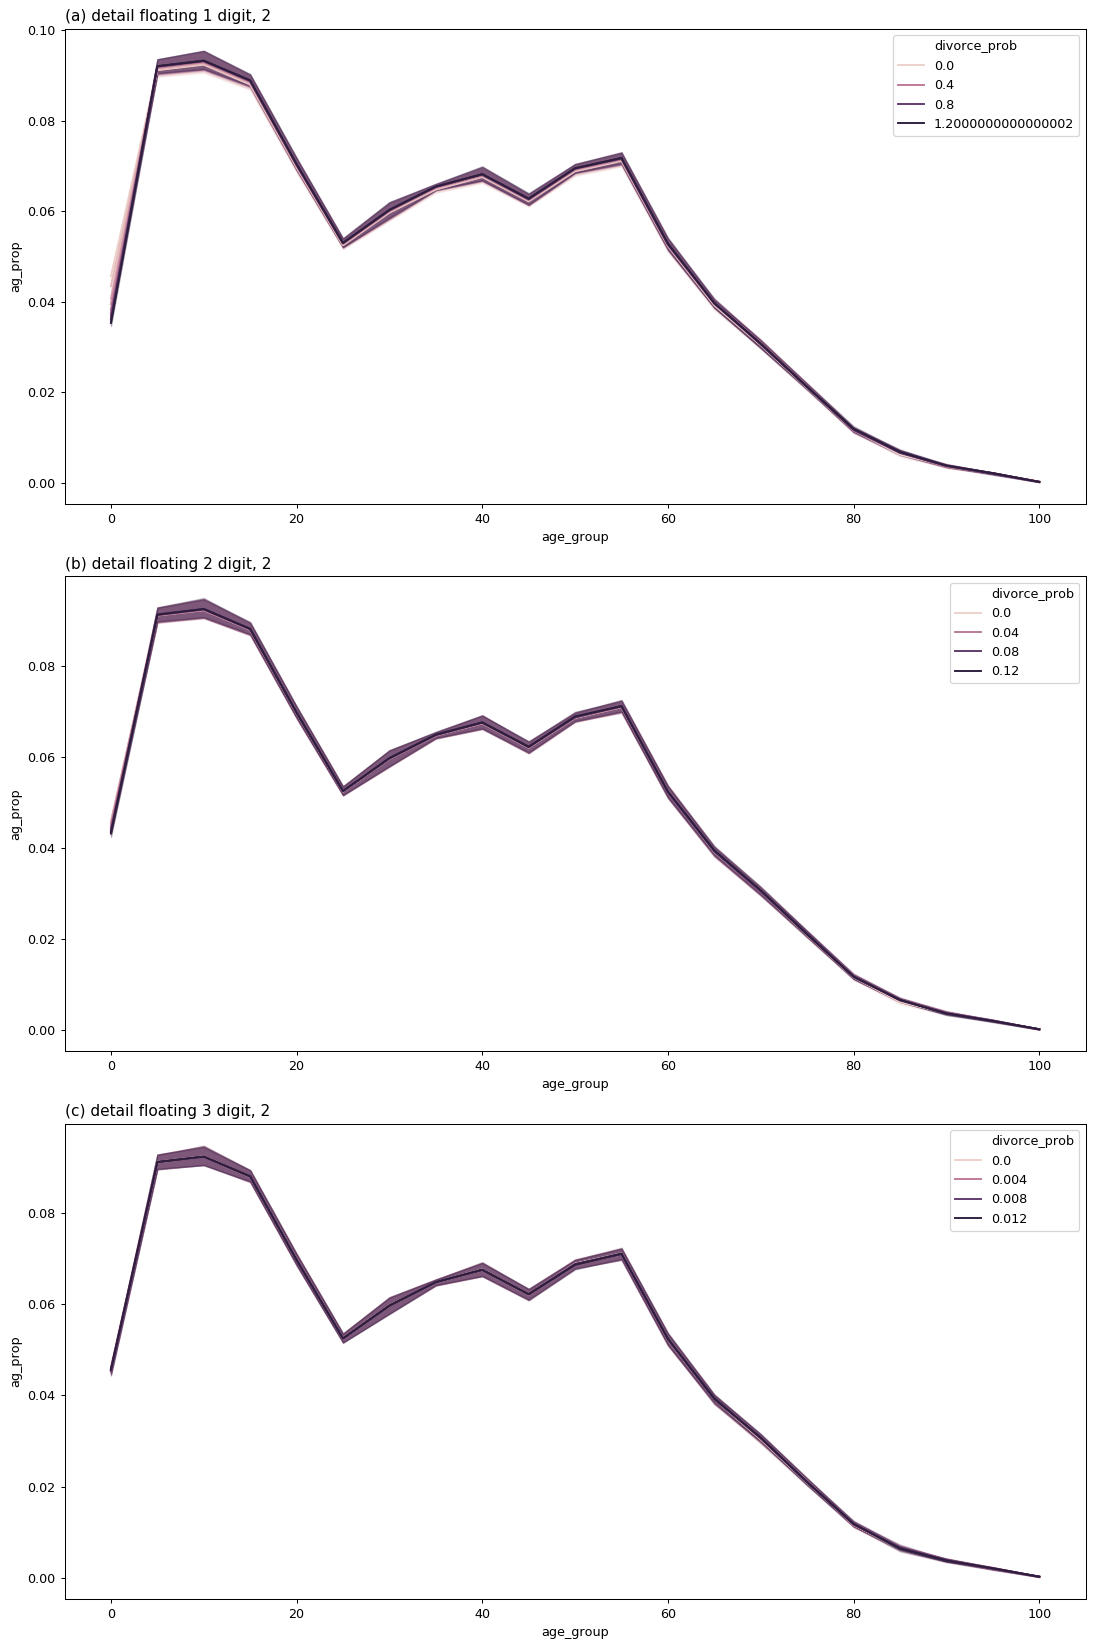 (a) detail floating 1 digit, 2
0.10
0.08
0.06
0.04
0.02
0.00
ag_prop
0 20 40 60 80 100
age_group
divorce_prob
0.0
0.4
0.8
1.2000000000000002
(b) detail floating 2 digit, 2
0.08
0.06
0.04
0.02
0.00
ag_prop
0 20 40 60 80 100
age_group
divorce_prob
0.0
0.04
0.08
0.12
(c) detail floating 3 digit, 2
0.08
0.06
0.04
0.02
0.00
ag_prop
0 20 40 60 80 100
age_group
divorce_prob
0.0
0.004
0.008
0.012